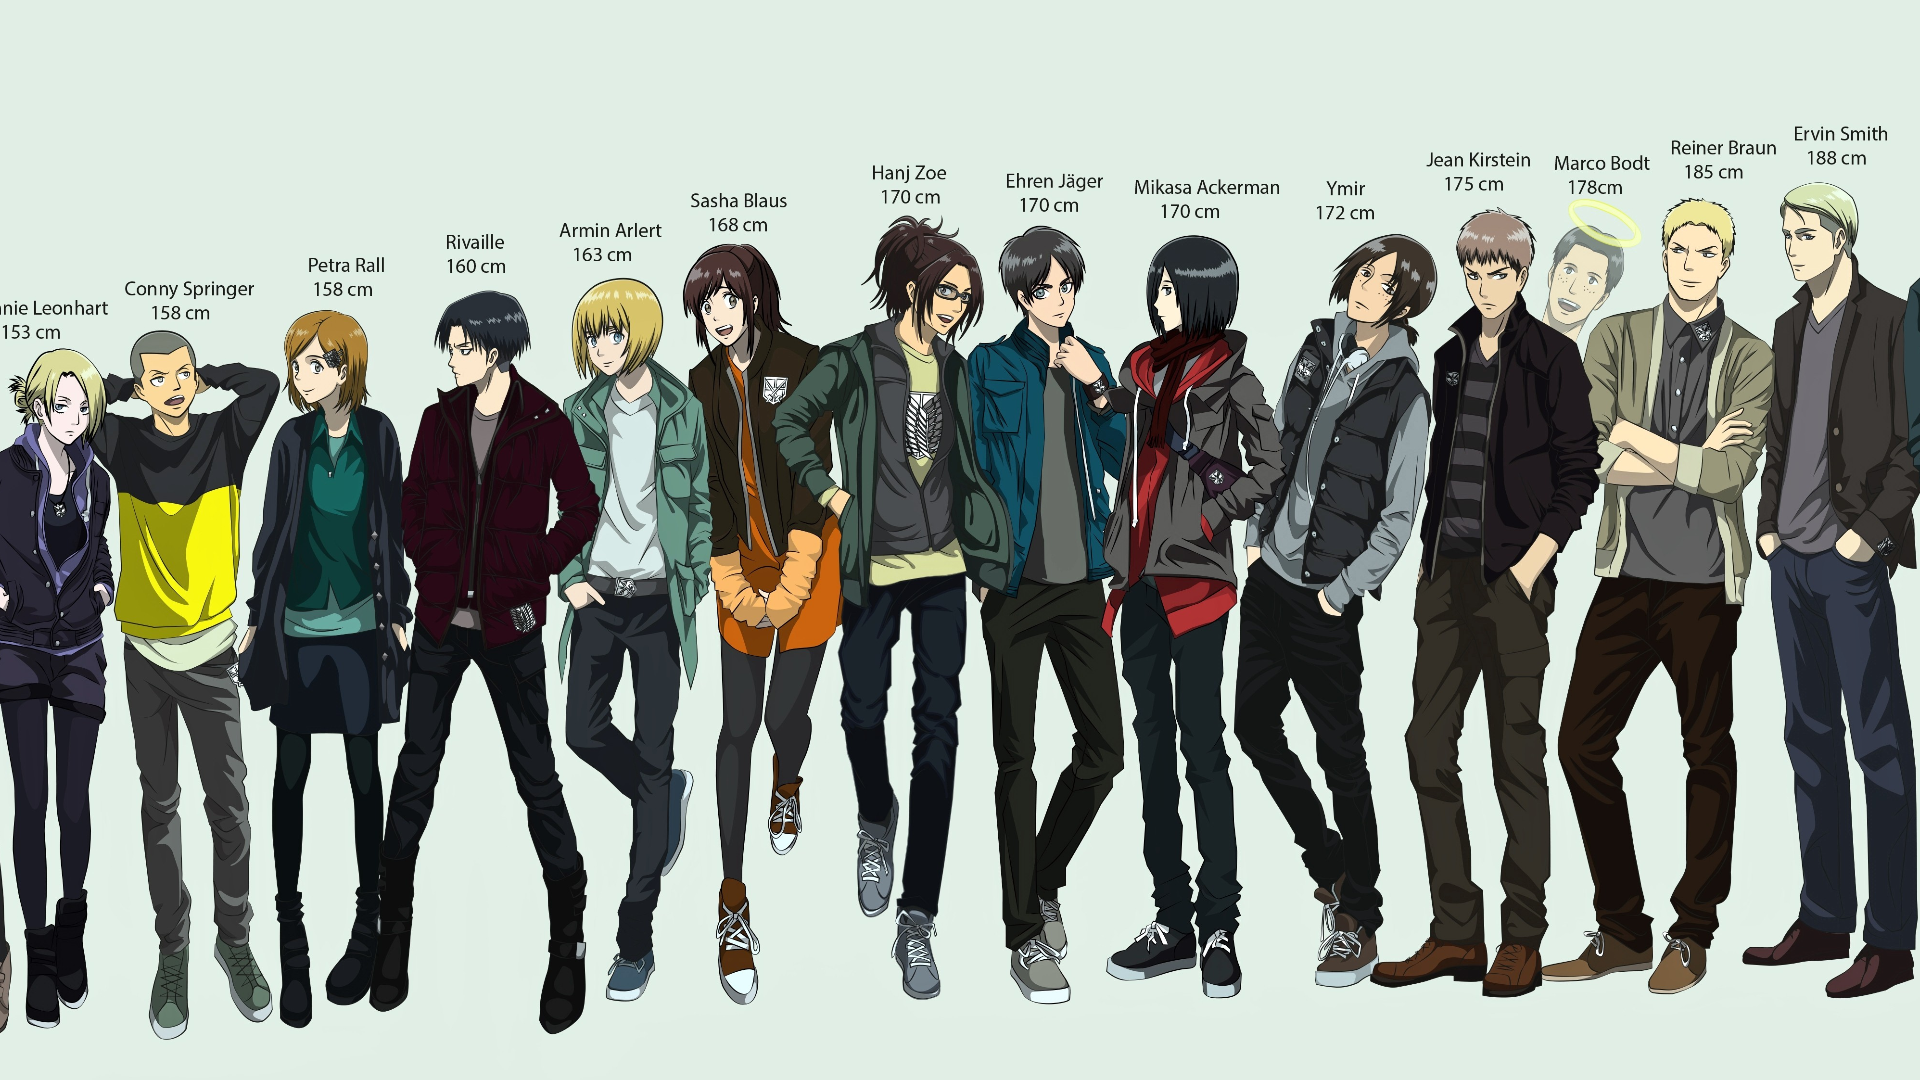 nie Leonhart
153 cm
Conny Springer
158 cm
Petra Rall
158 cm
Rivaille
160 cm
Armin Arlert
163 cm
Sasha Blaus
168 cm
Hanj Zoe
170 cm
Ehren Jäger
170 cm
Mikasa Ackerman
170 cm
Ymir
172 cm
Jean Kirstein
175 cm
Marco Bodt
178cm
Reiner Braun
185 cm
Ervin Smith
188 cm